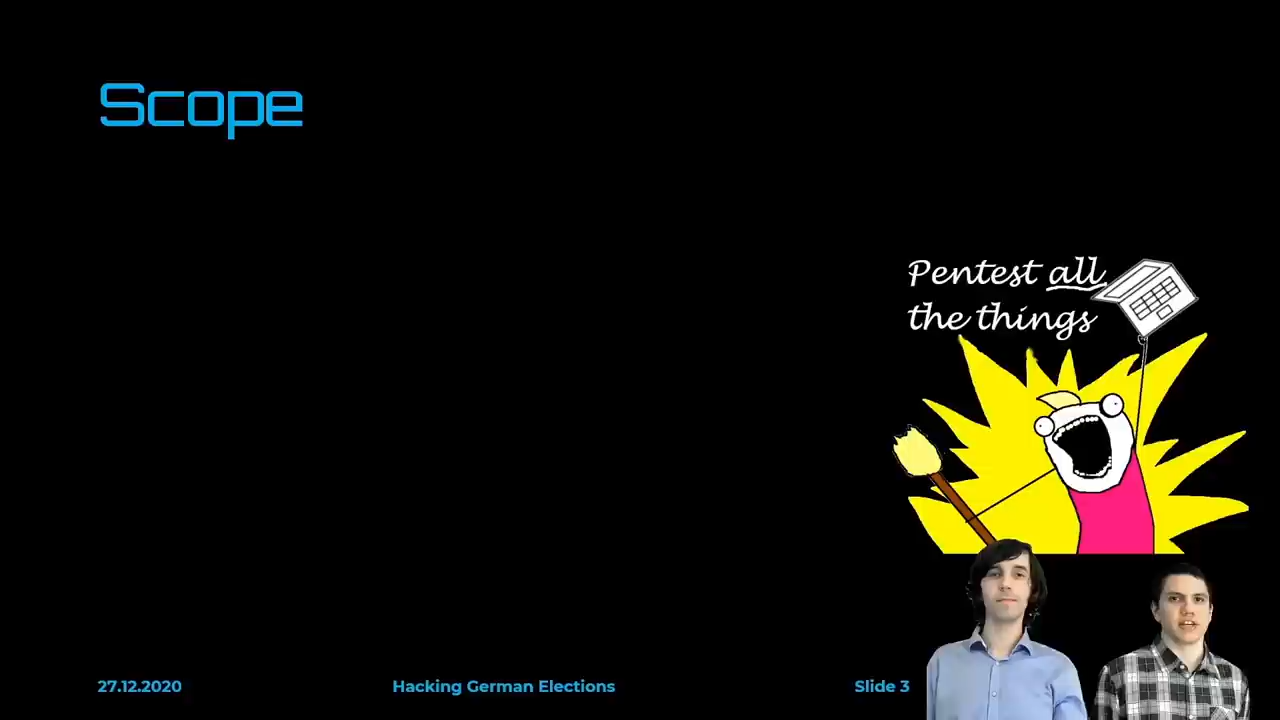 Scope
Pentest all
the things
27.12.2020
Hacking German Elections
Slide 3